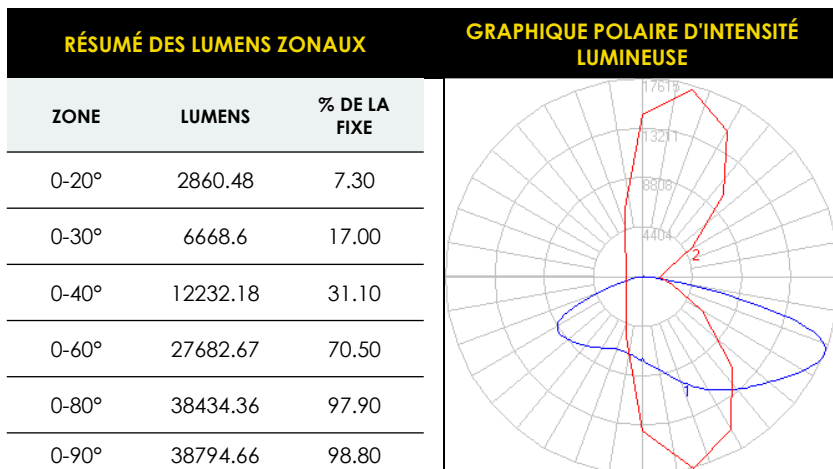 RÉSUMÉ DES LUMENS ZONAUX
GRAPHIQUE POLAIRE D'INTENSITÉ
LUMINEUSE
ZONE LUMENS % DE LA
FIXE
0-20° 2860.48 7.30
0-30° 6668.6 17.00
0-40° 12232.18 31.10
0-60° 27682.67 70.50
0-80° 38434.36 97.90
0-90° 38794.66 98.80
17615
13211
8808
4404
2
1